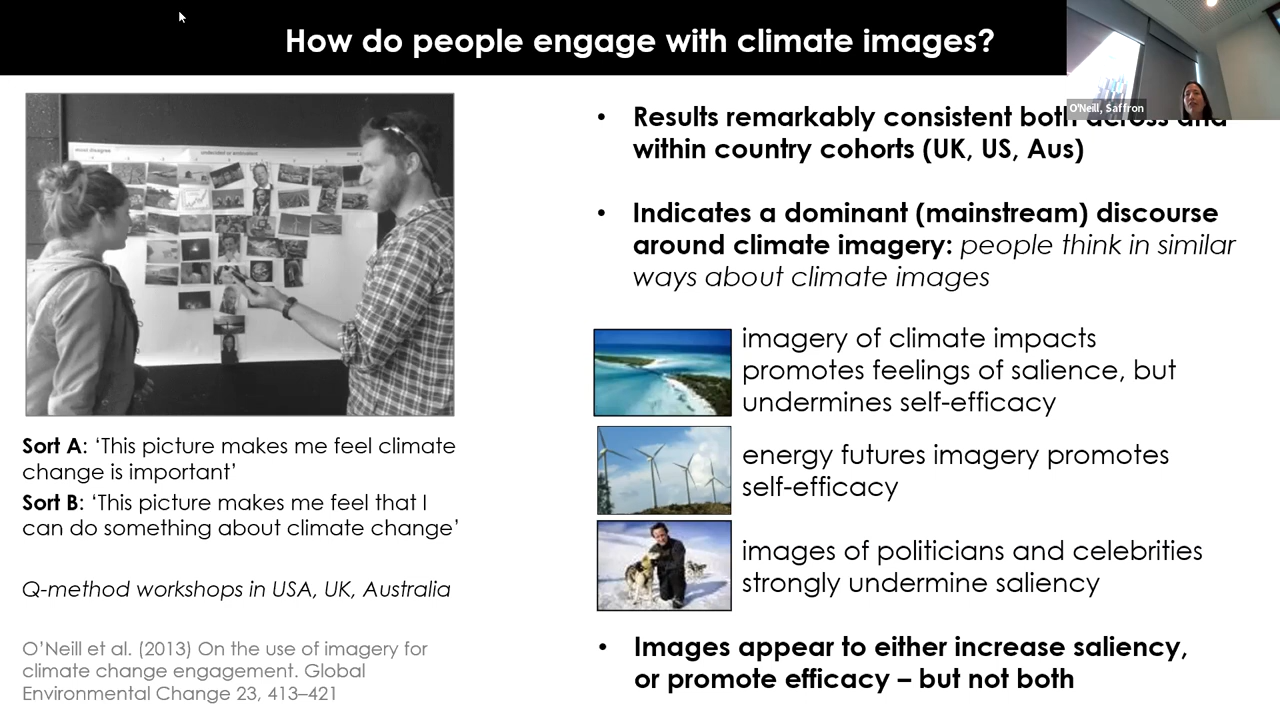 How do people engage with climate images?
O'Neill, Saffron
most disagree
undecided or ambivalent
Sort A: ‘This picture makes me feel climate
change is important’
Sort B: ‘This picture makes me feel that I
can do something about climate change’
Q-method workshops in USA, UK, Australia
O’Neill et al. (2013) On the use of imagery for
climate change engagement. Global
Environmental Change 23, 413–421
• Results remarkably consistent both across and
within country cohorts (UK, US, Aus)
• Indicates a dominant (mainstream) discourse
around climate imagery: people think in similar
ways about climate images
imagery of climate impacts
promotes feelings of salience, but
undermines self-efficacy
energy futures imagery promotes
self-efficacy
images of politicians and celebrities
strongly undermine saliency
• Images appear to either increase saliency,
or promote efficacy – but not both